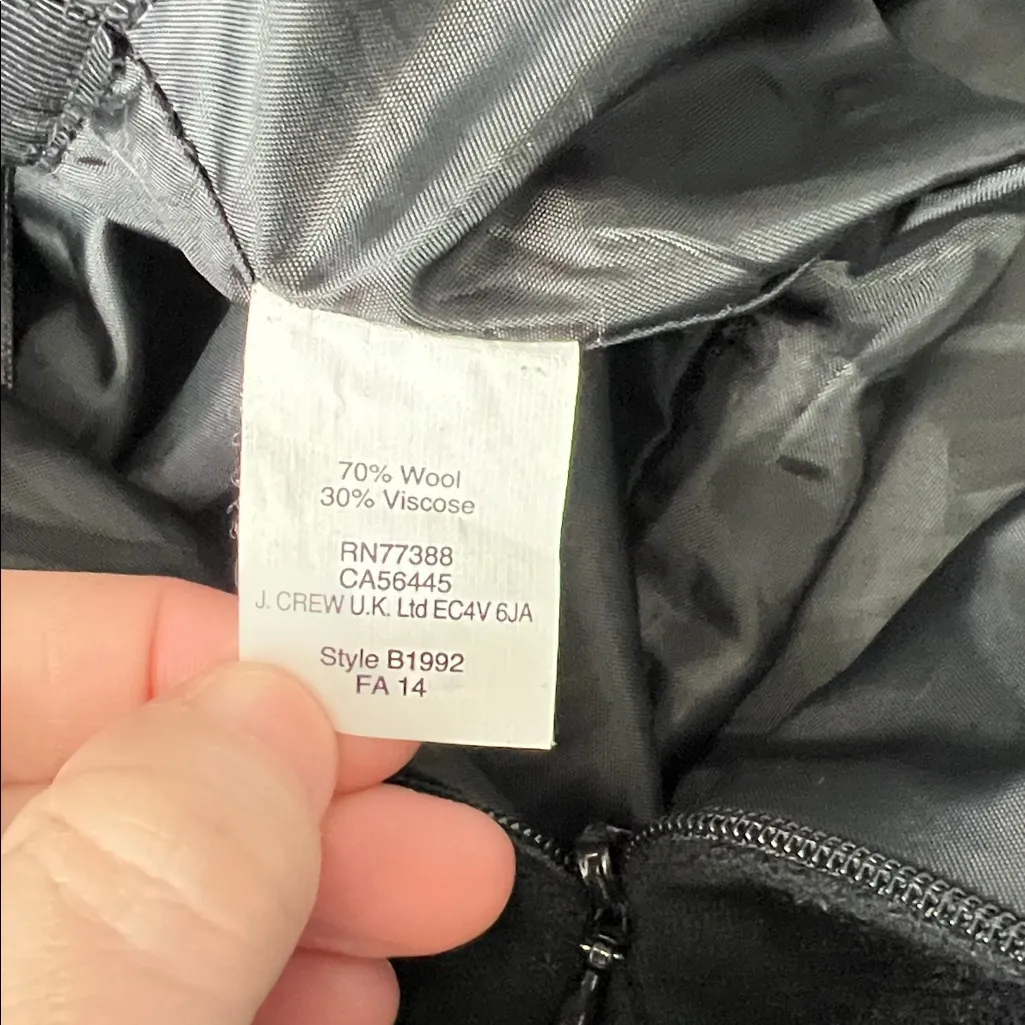 70% Wool
30% Viscose
RN77388
CA56445
J. CREW U.K. Ltd EC4V 6JA
Style B1992
FA 14